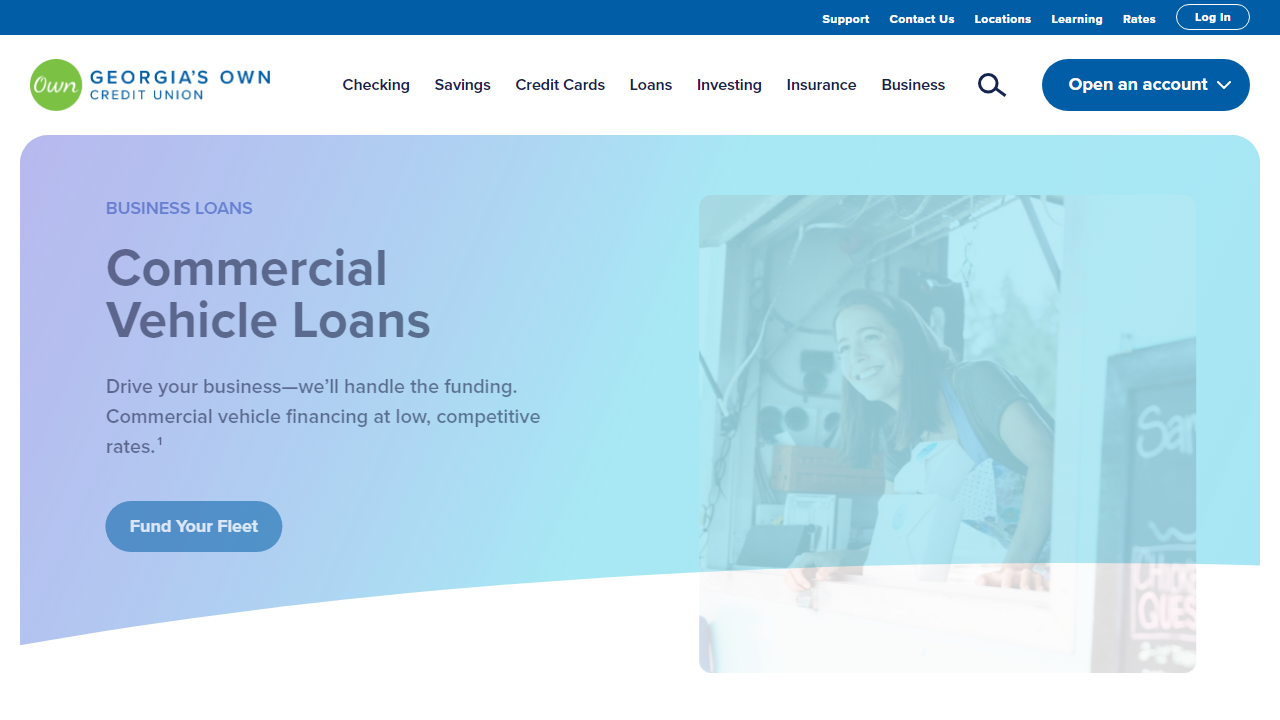 Support Contact Us Locations Learning Rates Log In
Own GEORGIA'S OWN
CREDIT UNION
Checking Savings Credit Cards Loans Investing Insurance Business Open an account
BUSINESS LOANS
Commercial
Vehicle Loans
Drive your business—we’ll handle the funding.
Commercial vehicle financing at low, competitive
rates.¹
Fund Your Fleet